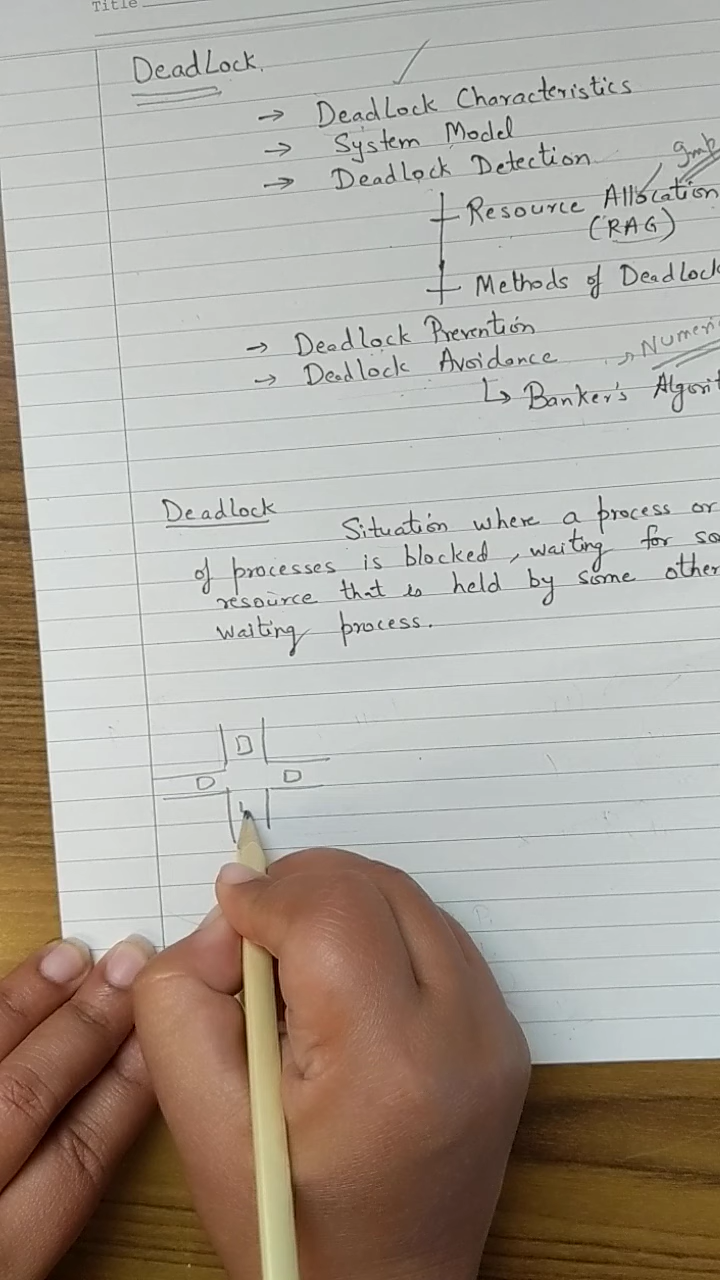 Title
DeadLock.
→ DeadLock Characteristics
→ System Model
→ Deadlock Detection
Resource Allocation
(RAG)
Methods of Deadlock
→ Deadlock Prevention
→ Deadlock Avoidance
↳ Banker's
Deadlock
Situation where a process or
of processes is blocked, waiting for
resource that is held by some other
waiting process.
D
D D